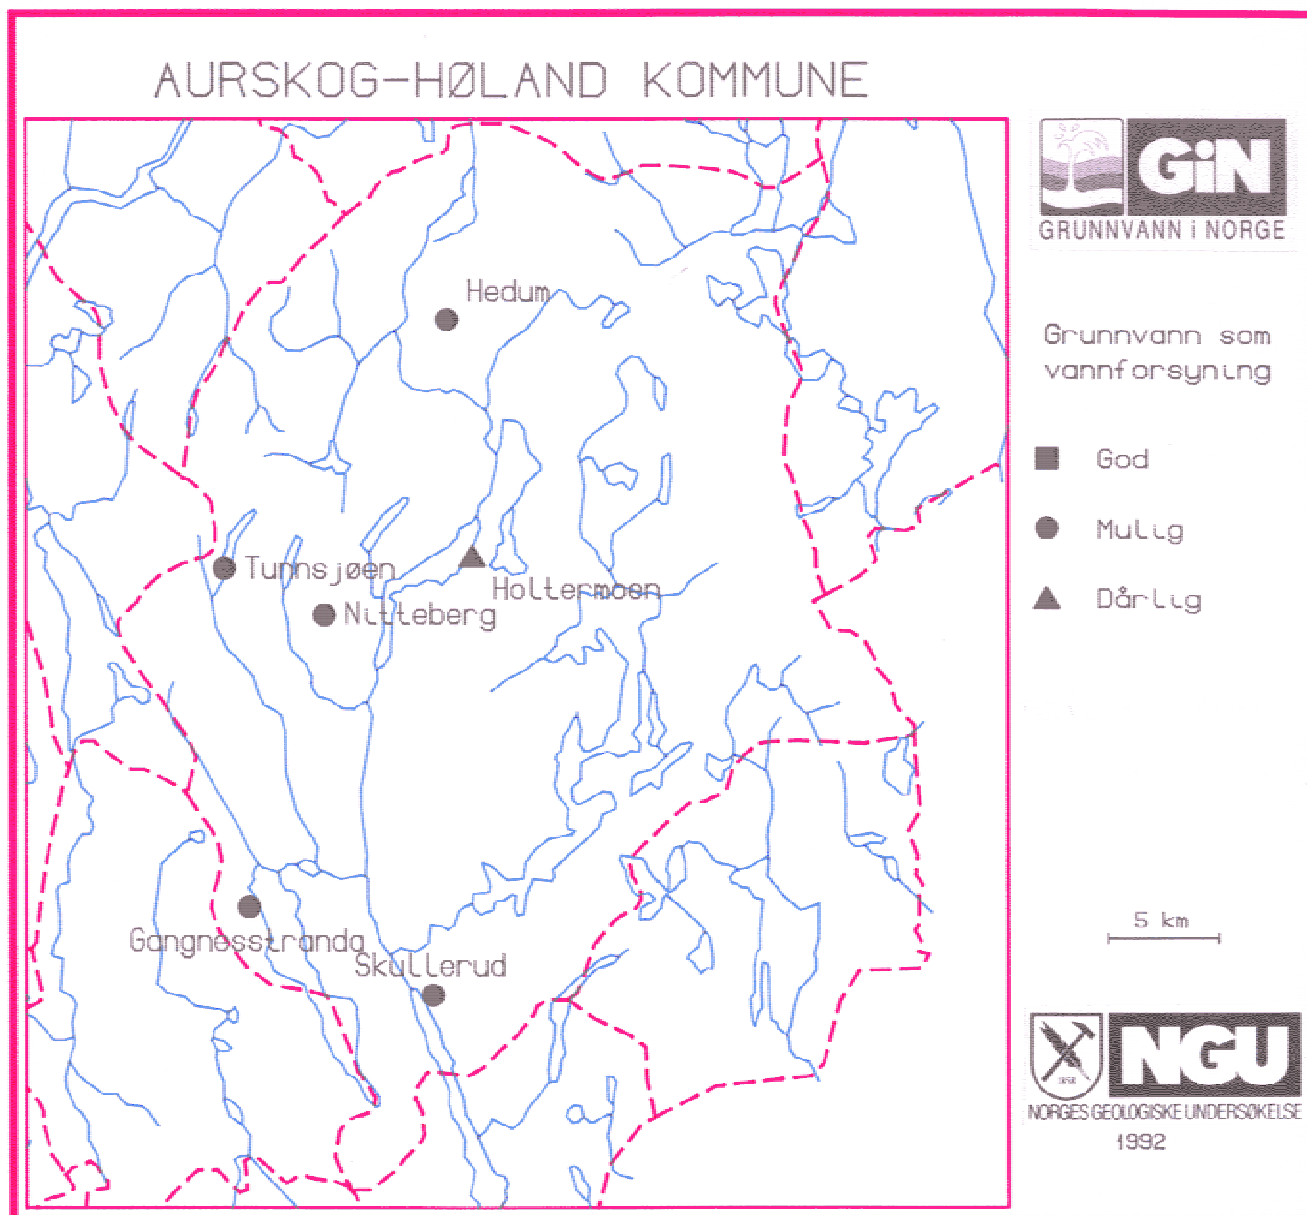 AURSKOG-HØLAND KOMMUNE
GiN
GRUNNVANN i NORGE
Hedum
Grunnvann som
vannforsyning
God
Mulig
Dårlig
Tunnsjøen
Holtermoen
Nitteberg
Gangnesstranda
Skullerud
5 km
NGU
NORGES GEOLOGISKE UNDERSØKELSE
1992